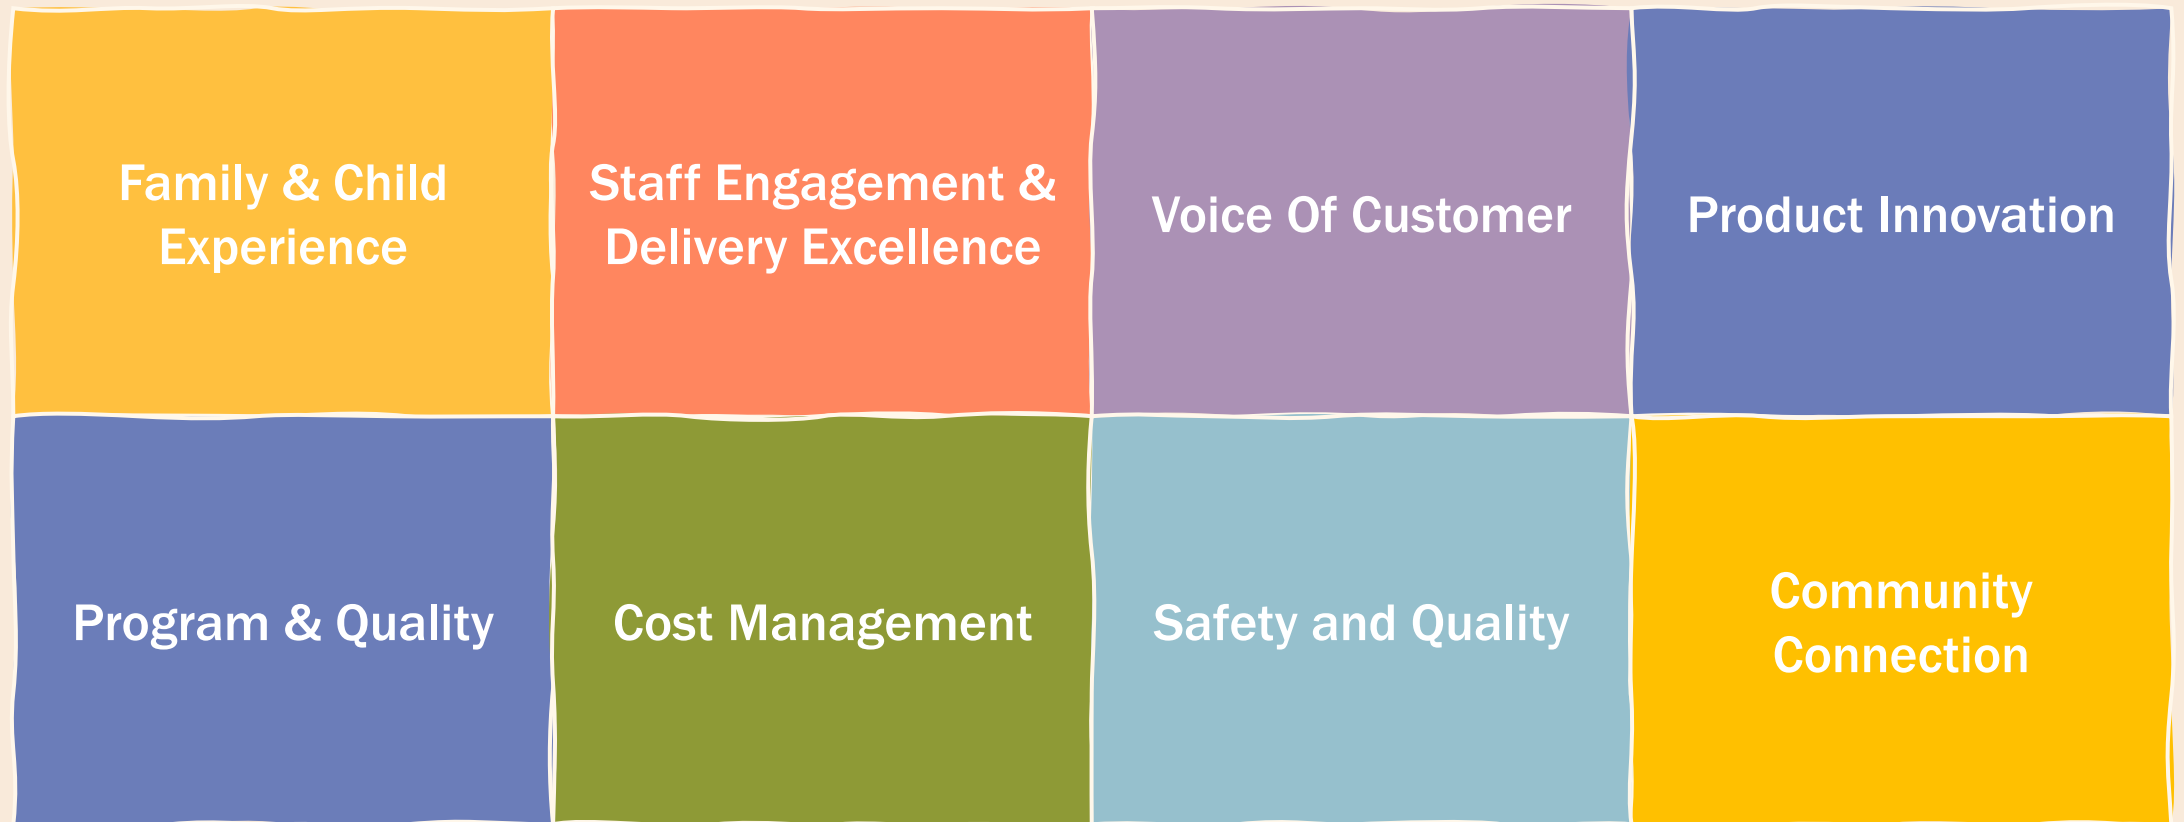 Family & Child
Experience
Staff Engagement &
Delivery Excellence
Voice Of Customer
Product Innovation
Program & Quality
Cost Management
Safety and Quality
Community
Connection